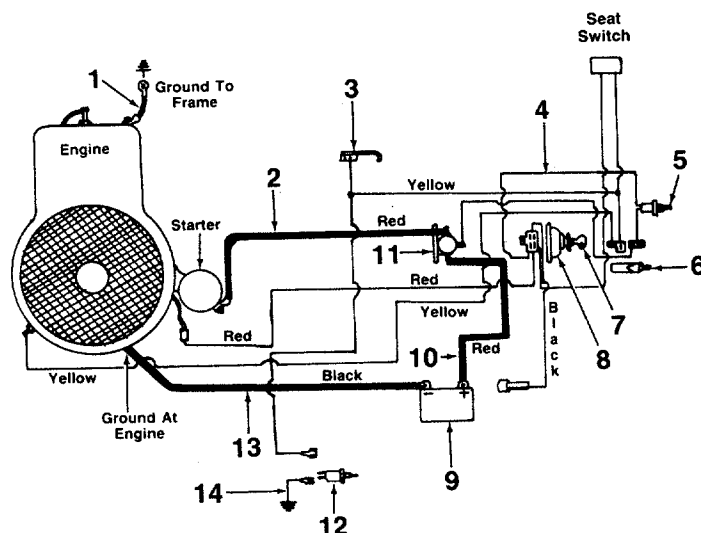 Seat
Switch
1
Ground To
Frame
3
4
5
Engine
2
Yellow
Starter
Red
11
6
Red
7
Yellow
8
Red
Black
10
Red
Yellow
Black
Ground At
Engine
13
9
14
12